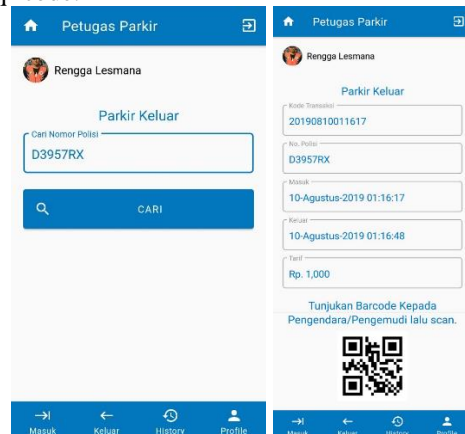 Petugas Parkir
Rengga Lesmana
Parkir Keluar
Cari Nomor Polisi
D3957RX
CARI
Masuk
Keluar
History
Profile
Petugas Parkir
Rengga Lesmana
Parkir Keluar
Kode Transaksi
20190810011617
No. Polisi
D3957RX
Masuk
10-Agustus-2019 01:16:17
Keluar
10-Agustus-2019 01:16:48
Tarif
Rp. 1,000
Tunjukan Barcode Kepada
Pengendara/Pengemudi lalu scan.
Masuk
Keluar
History
Profile